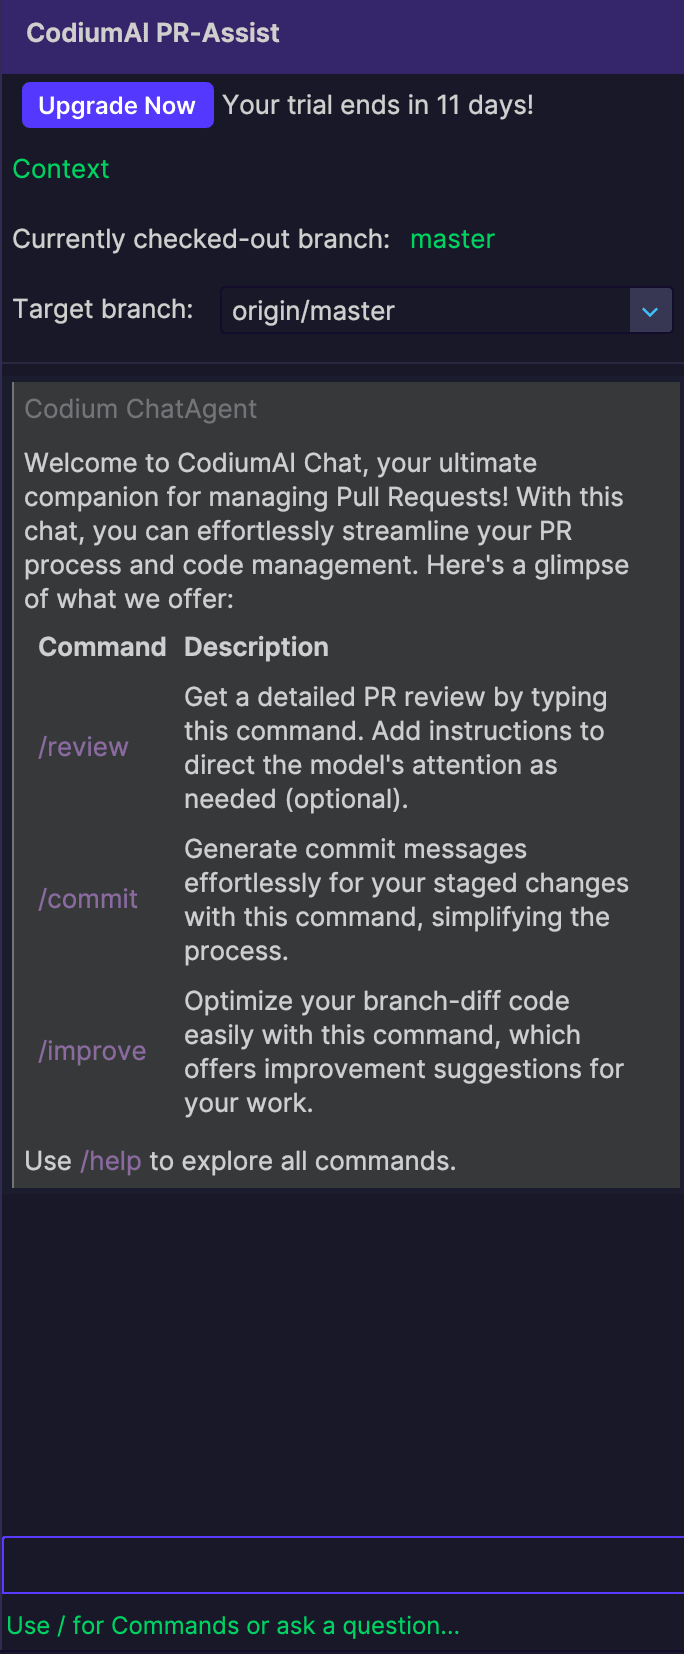 CodiumAI PR-Assist
Upgrade Now Your trial ends in 11 days!
Context
Currently checked-out branch: master
Target branch: origin/master
Codium ChatAgent
Welcome to CodiumAI Chat, your ultimate
companion for managing Pull Requests! With this
chat, you can effortlessly streamline your PR
process and code management. Here's a glimpse
of what we offer:
Command Description
/review
Get a detailed PR review by typing
this command. Add instructions to
direct the model's attention as
needed (optional).
/commit
Generate commit messages
effortlessly for your staged changes
with this command, simplifying the
process.
/improve
Optimize your branch-diff code
easily with this command, which
offers improvement suggestions for
your work.
Use /help to explore all commands.
Use / for Commands or ask a question...